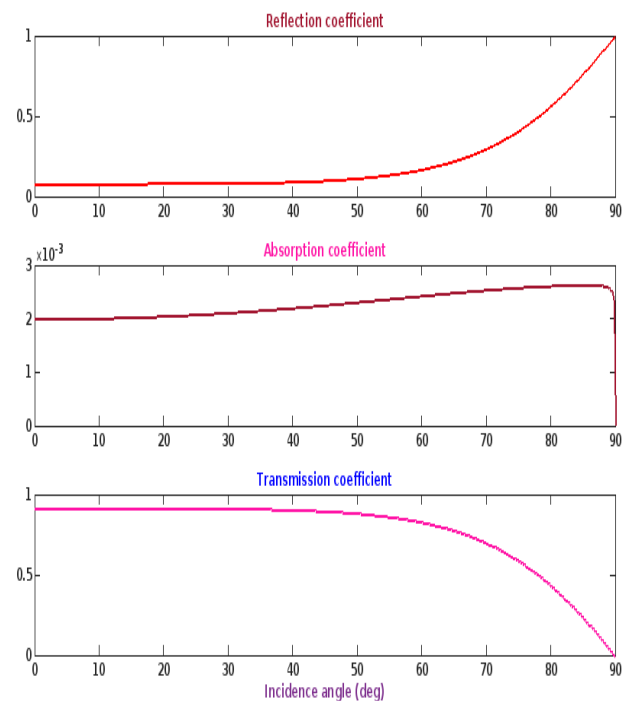 Reflection coefficient
1
0.5
0
0 10 20 30 40 50 60 70 80 90
Absorption coefficient
×10⁻³
3
2
1
0
0 10 20 30 40 50 60 70 80 90
Transmission coefficient
1
0.5
0
0 10 20 30 40 50 60 70 80 90
Incidence angle (deg)